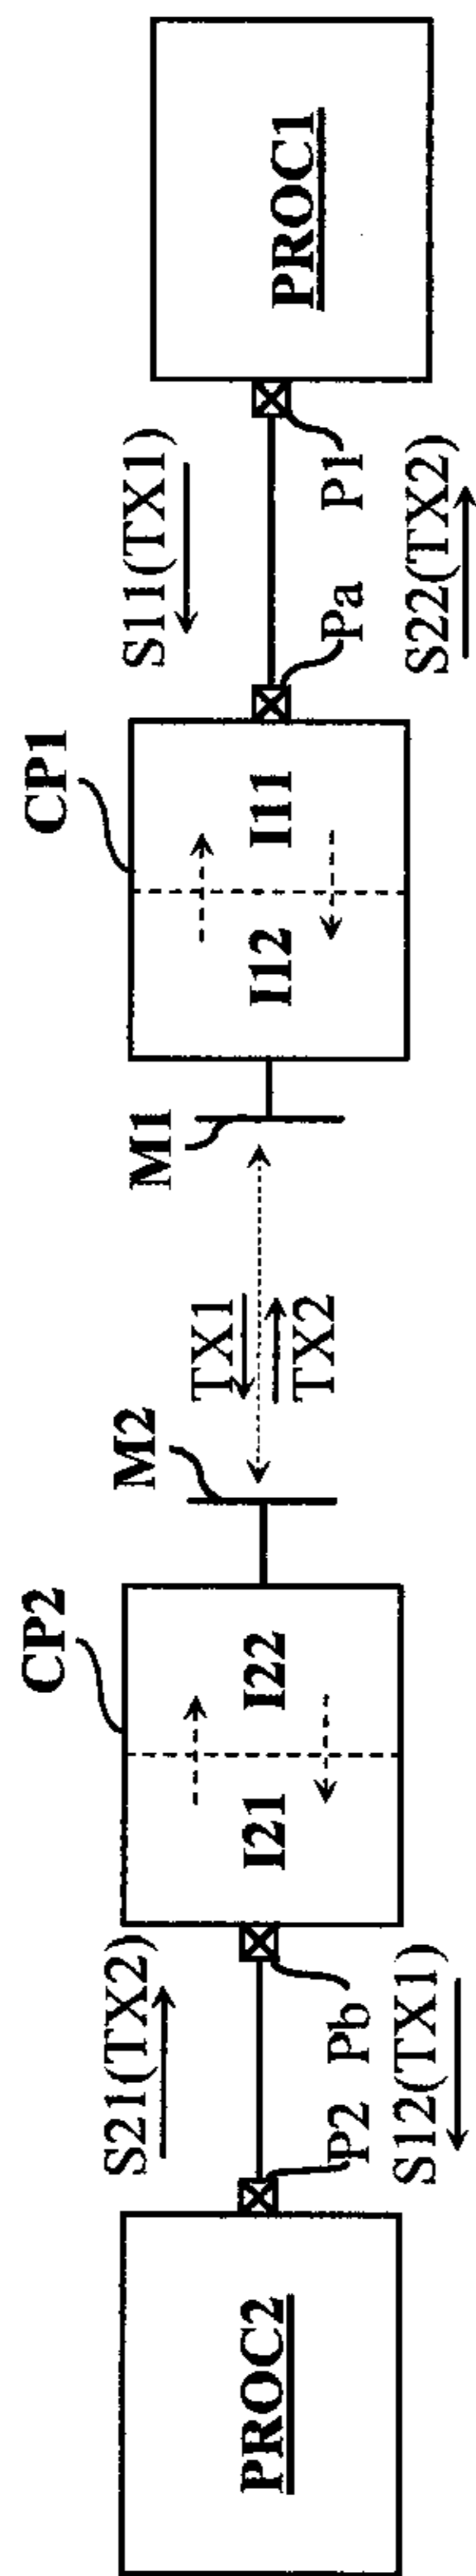 PROC2
P2
Pb
S21(TX2)
S12(TX1)
CP2
I21
I22
M2
TX1
TX2
M1
CP1
I12
I11
Pa
P1
S11(TX1)
S22(TX2)
PROC1